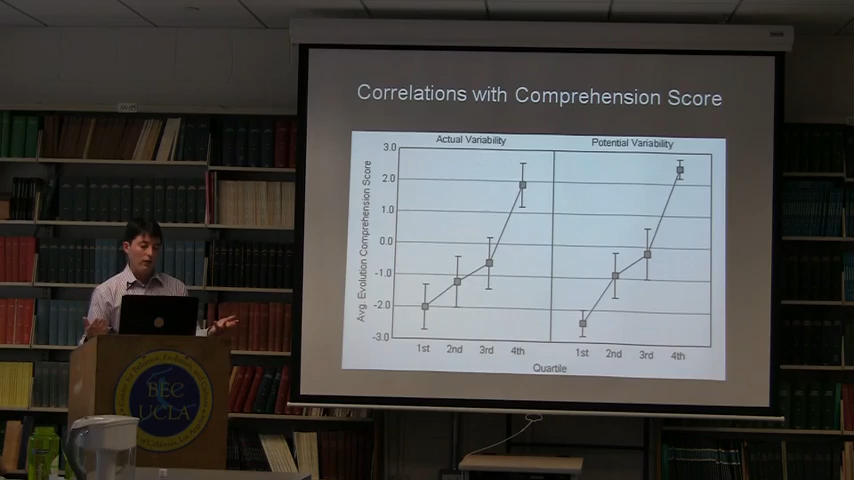 Correlations with Comprehension Score
Actual Variability
Potential Variability
Avg. Evolution Comprehension Score
3.0
2.0
1.0
0.0
-1.0
-2.0
-3.0
1st 2nd 3rd 4th
1st 2nd 3rd 4th
Quartile
BEC
UCLA